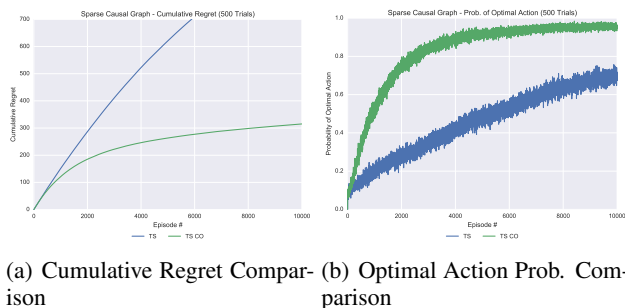 Sparse Causal Graph - Cumulative Regret (500 Trials)
700
600
500
400
300
200
100
0
Cumulative Regret
0 2000 4000 6000 8000 10000
Episode #
TS TS CO
Sparse Causal Graph - Prob. of Optimal Action (500 Trials)
1.0
0.8
0.6
0.4
0.2
0.0
Probability of Optimal Action
0 2000 4000 6000 8000 10000
Episode #
TS TS CO
(a) Cumulative Regret Compar-
ison
(b) Optimal Action Prob. Com-
parison